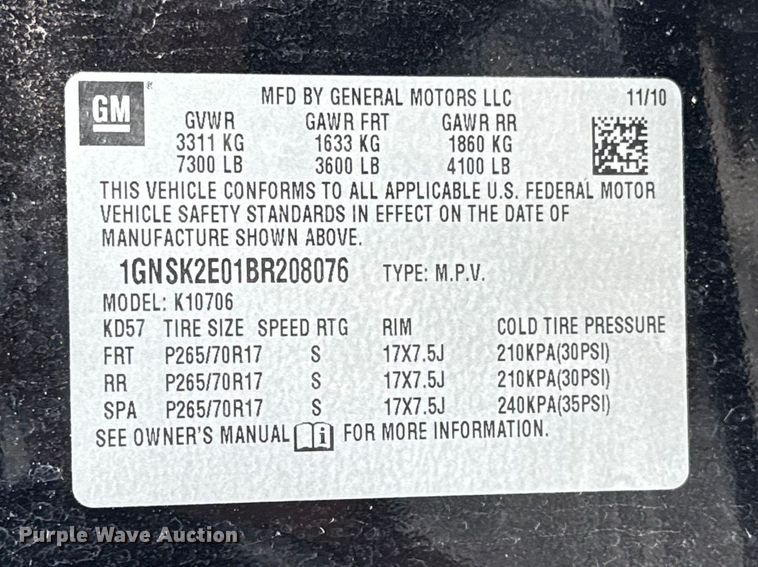 GM ® MFD BY GENERAL MOTORS LLC 11/10
GVWR GAWR FRT GAWR RR
3311 KG 1633 KG 1860 KG
7300 LB 3600 LB 4100 LB
THIS VEHICLE CONFORMS TO ALL APPLICABLE U.S. FEDERAL MOTOR
VEHICLE SAFETY STANDARDS IN EFFECT ON THE DATE OF
MANUFACTURE SHOWN ABOVE.
1GNSK2E01BR208076 TYPE: M.P.V.
MODEL: K10706
KD57 TIRE SIZE SPEED RTG RIM COLD TIRE PRESSURE
FRT P265/70R17 S 17X7.5J 210KPA(30PSI)
RR P265/70R17 S 17X7.5J 210KPA(30PSI)
SPA P265/70R17 S 17X7.5J 240KPA(35PSI)
SEE OWNER'S MANUAL i FOR MORE INFORMATION.
Purple Wave Auction